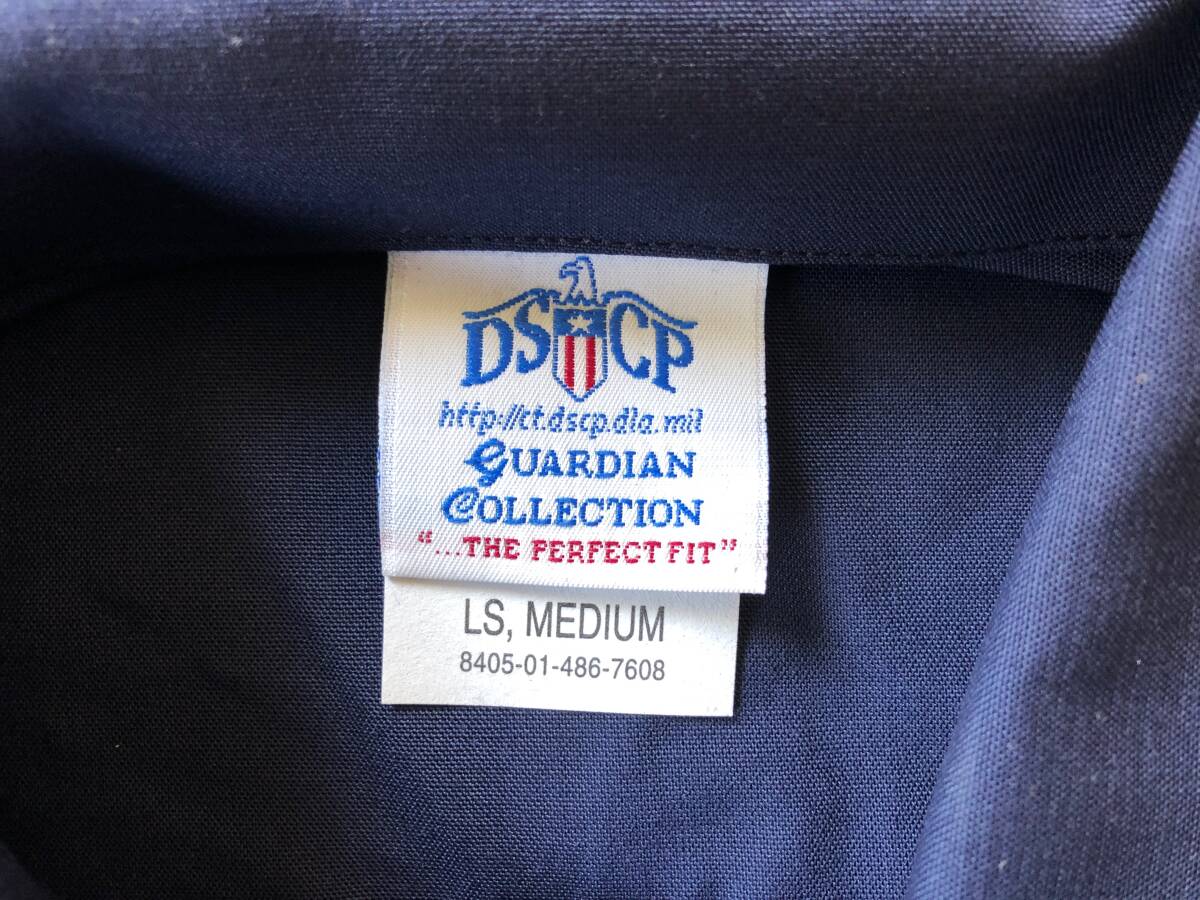 DSCP
http://ct.dscp.dla.mil
GUARDIAN
COLLECTION
"...THE PERFECT FIT"
LS, MEDIUM
8405-01-486-7608